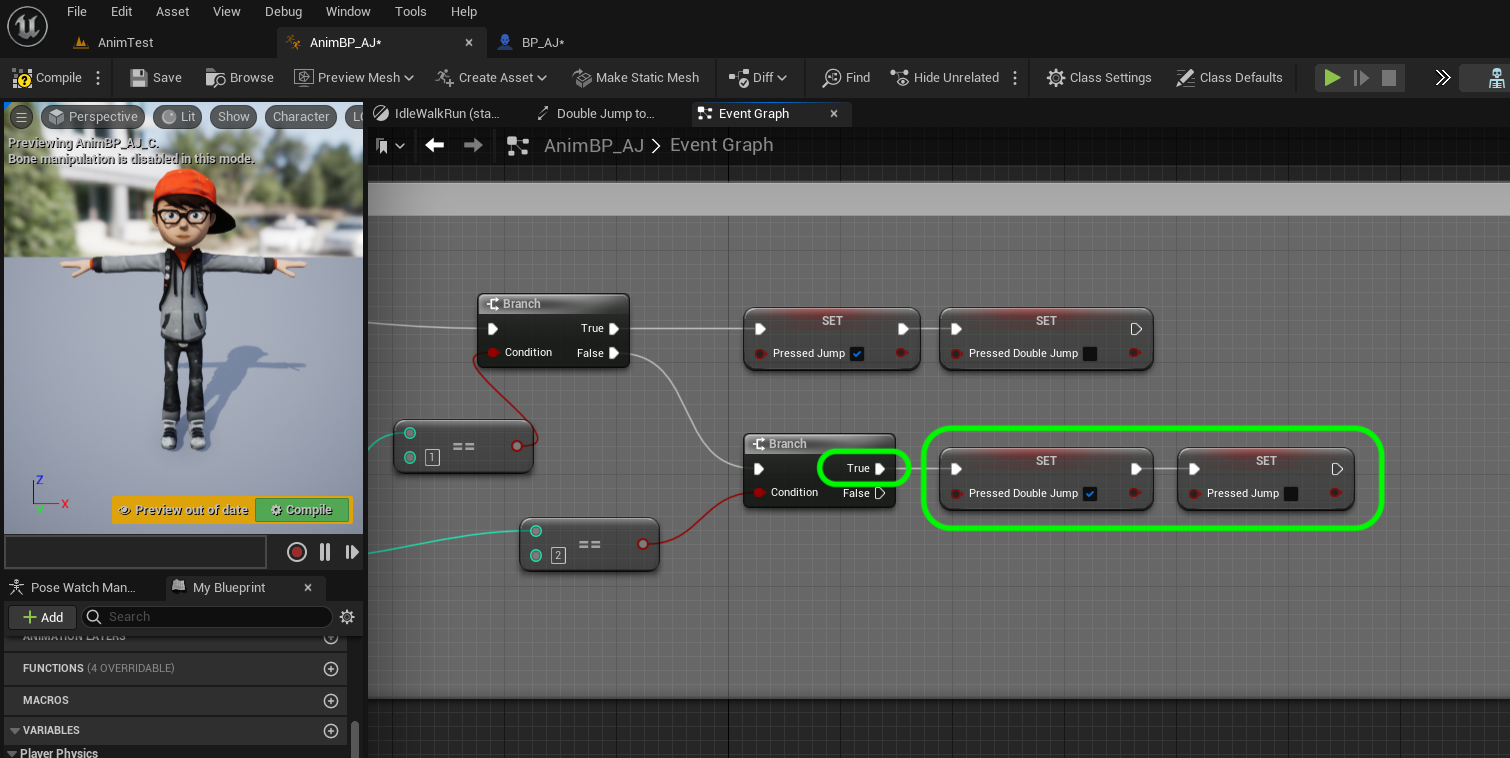 File Edit Asset View Debug Window Tools Help
AnimTest AnimBP_AJ* BP_AJ*
Compile Save Browse Preview Mesh Create Asset Make Static Mesh Diff Find Hide Unrelated Class Settings Class Defaults
Perspective Lit Show Character
IdleWalkRun (sta... Double Jump to... Event Graph
Previewing AnimBP_AJ_C.
Bone manipulation is disabled in this mode.
AnimBP_AJ > Event Graph
Branch
True
Condition False
SET
Pressed Jump
SET
Pressed Double Jump
==
1
Branch
True
Condition False
SET
Pressed Double Jump
SET
Pressed Jump
==
2
Z
X
Y
Preview out of date Compile
Pose Watch Man... My Blueprint
Add Search
ANIMATION LAYERS
FUNCTIONS (4 OVERRIDABLE)
MACROS
VARIABLES
Player Physics